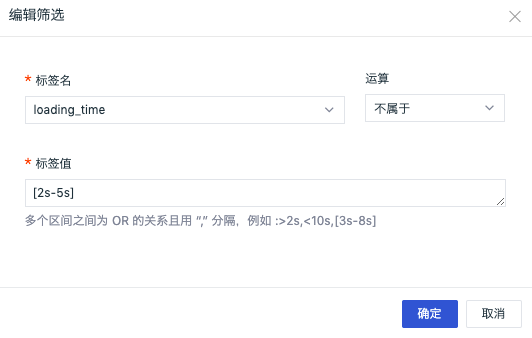 编辑筛选
* 标签名
运算
loading_time
不属于
* 标签值
[2s-5s]
多个区间之间为 OR 的关系且用 “,” 分隔，例如 :>2s,<10s,[3s-8s]
确定
取消